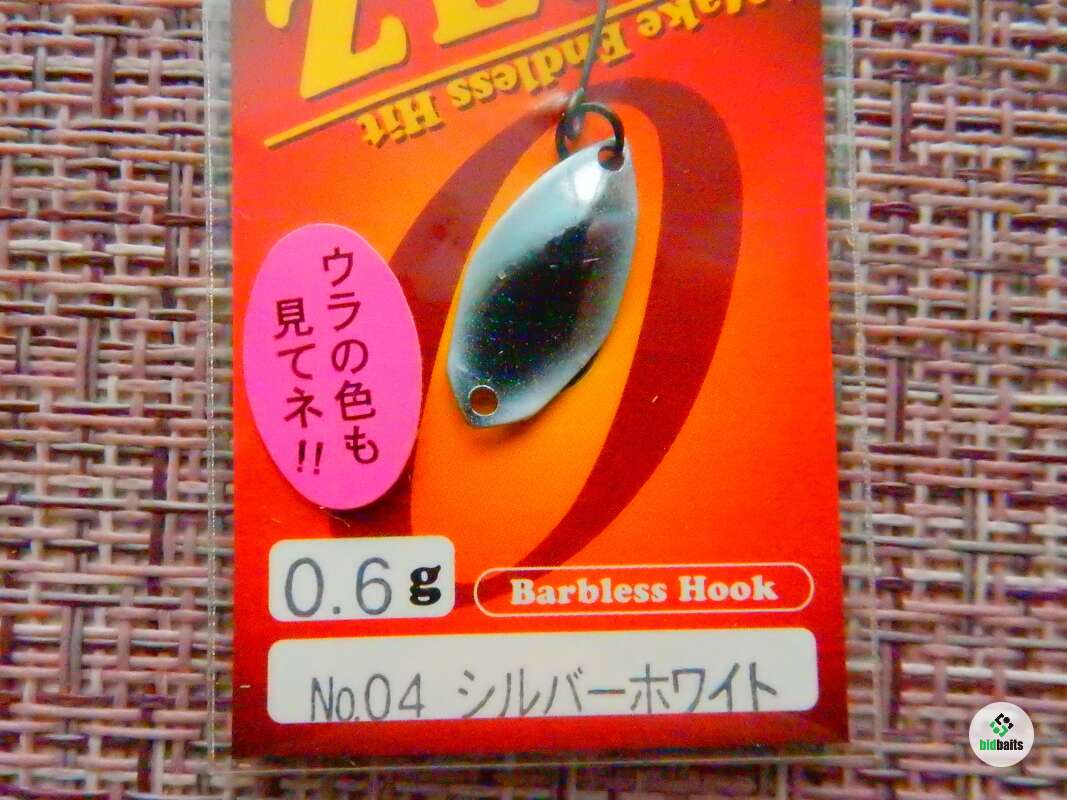 Make Endless Hit
ウラの色も
見てネ!!
0.6g
Barbless Hook
No.04 シルバーホワイト
bidbaits